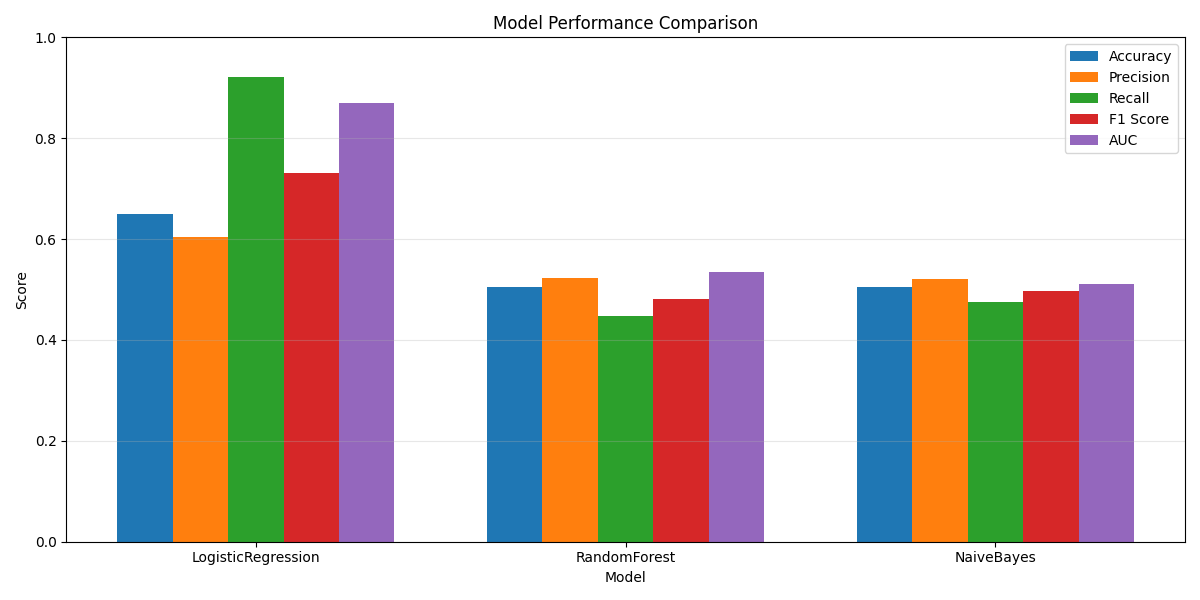 Model Performance Comparison
1.0
0.8
0.6
0.4
0.2
0.0
Score
Accuracy
Precision
Recall
F1 Score
AUC
LogisticRegression
RandomForest
NaiveBayes
Model